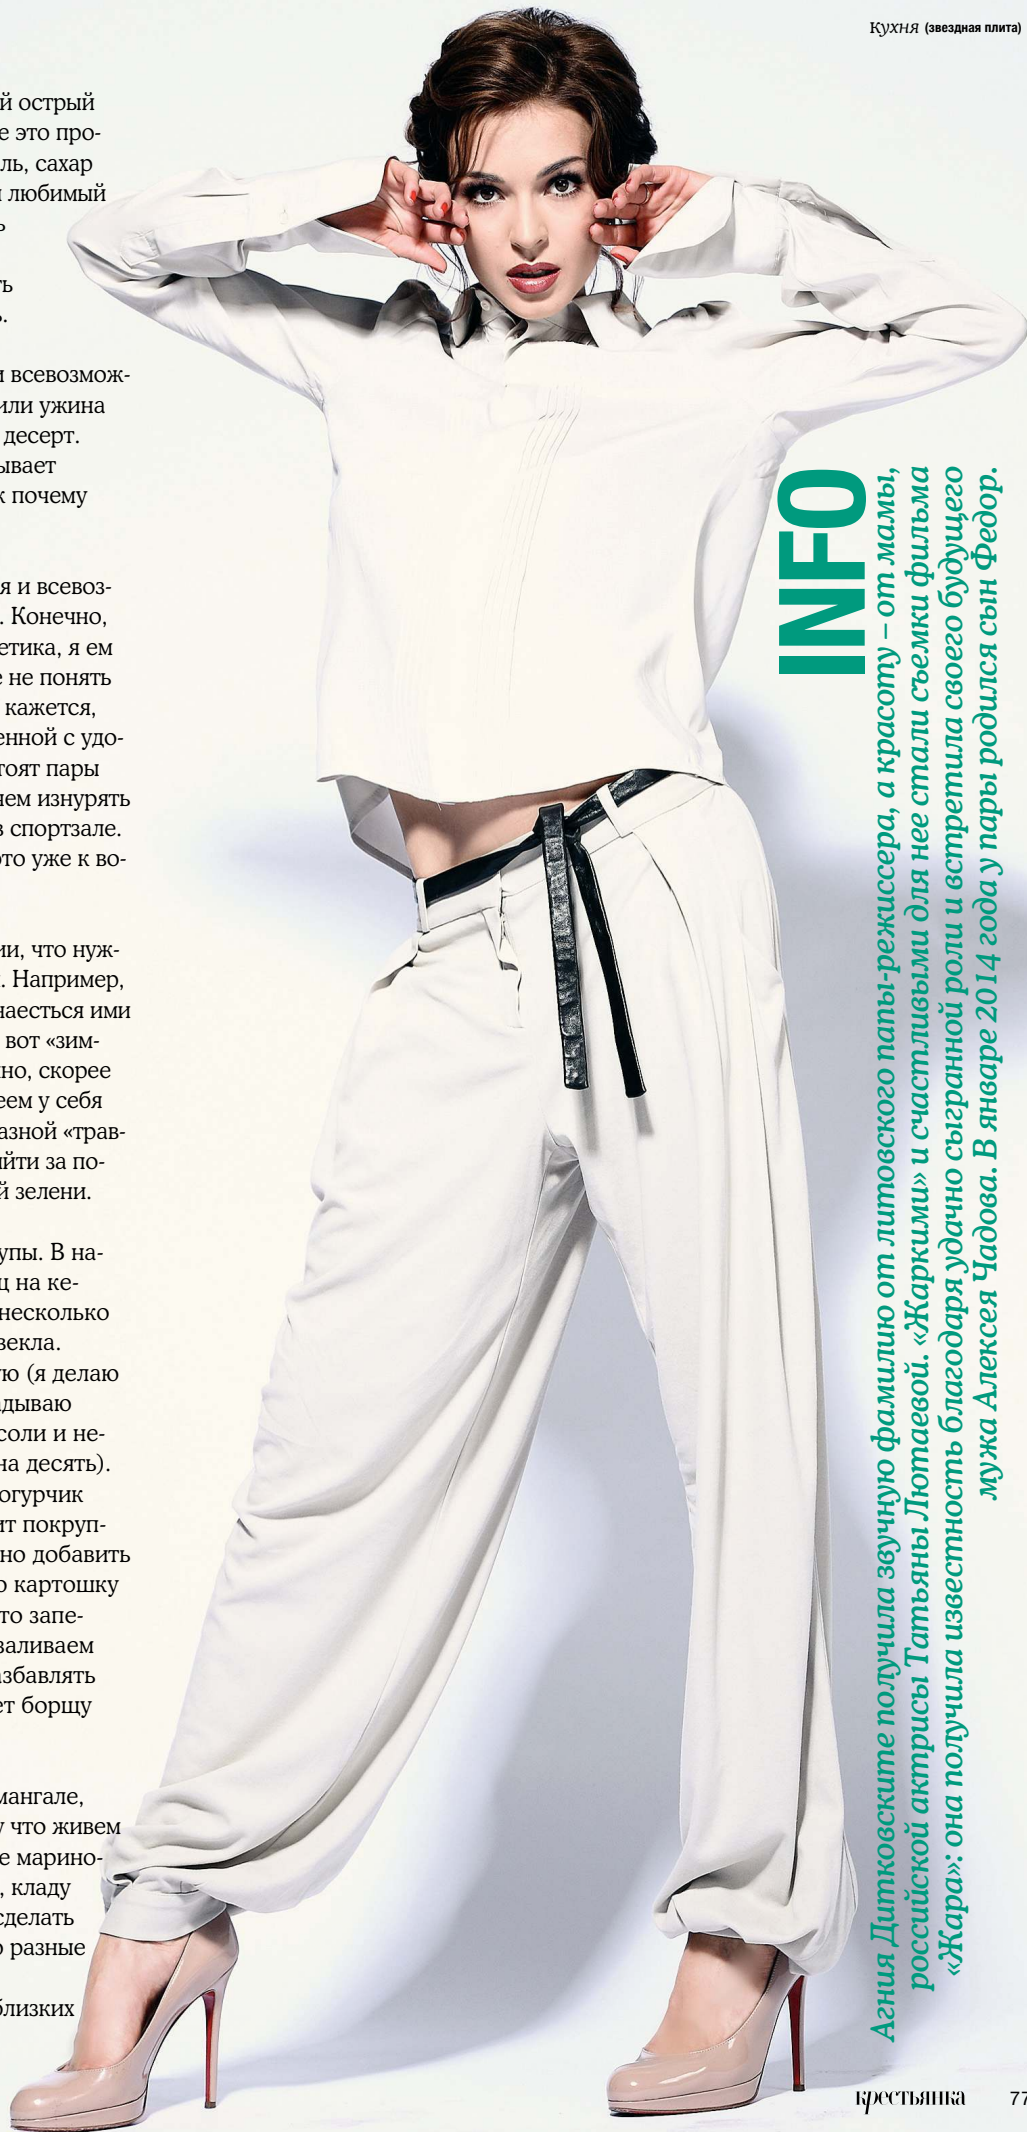 Кухня (звездная плита)
й острый
е это про-
ль, сахар
и любимый
ь
ть
ь.
и всевозмож-
или ужина
десерт.
ывает
к почему
я и всевоз-
. Конечно,
етика, я ем
е не понять
кажется,
енной с удо-
тоят пары
чем изнурять
в спортзале.
это уже к во-
ии, что нуж-
. Например,
наесться ими
вот «зим-
но, скорее
еем у себя
азной «трав-
йти за по-
й зелени.
упы. В на-
щ на ке-
несколько
векла.
ую (я делаю
адываю
соли и не-
на десять).
огурчик
ит покруп-
но добавить
о картошку
то запе-
заливаем
азбавлять
ет борщу
мангале,
у что живем
е марино-
, кладу
сделать
о разные
близких
INFO
Агния Дитковските получила звучную фамилию от литовского папы-режиссера, а красоту – от мамы,
российской актрисы Татьяны Лютаевой. «Жаркими» и счастливыми для нее стали съемки фильма
«Жара»: она получила известность благодаря удачно сыгранной роли и встретила своего будущего
мужа Алексея Чадова. В январе 2014 года у пары родился сын Федор.
крестьянка 77